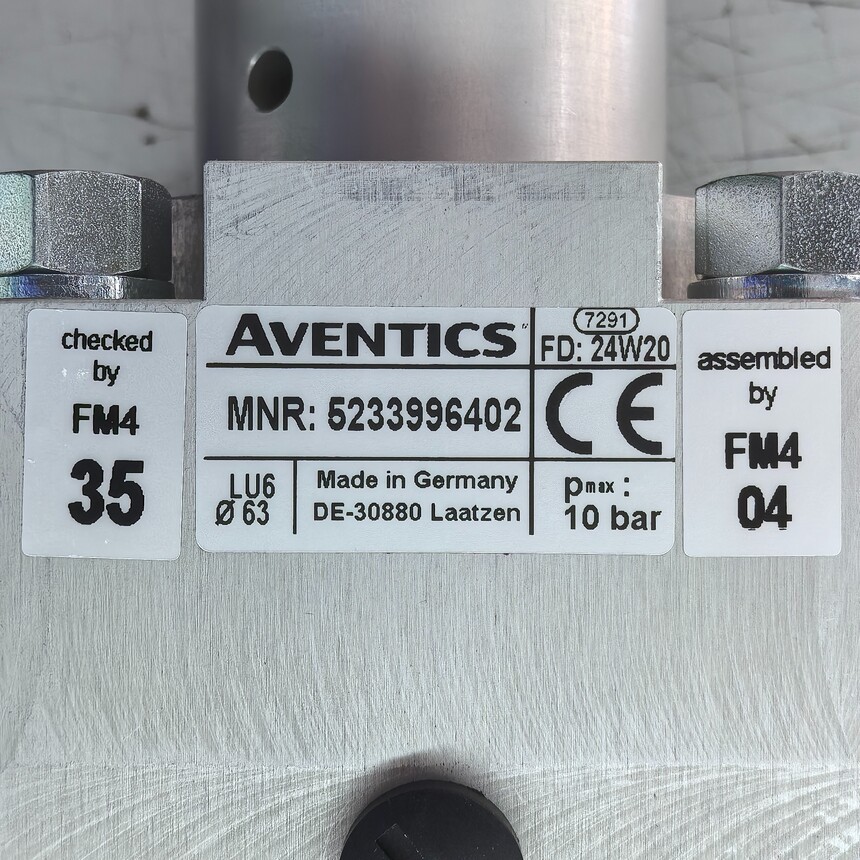 checked
by
FM4
35
AVENTICS
7291
FD: 24W20
MNR: 5233996402
CE
LU6
Ø 63
Made in Germany
DE-30880 Laatzen
pmax:
10 bar
assembled
by
FM4
04